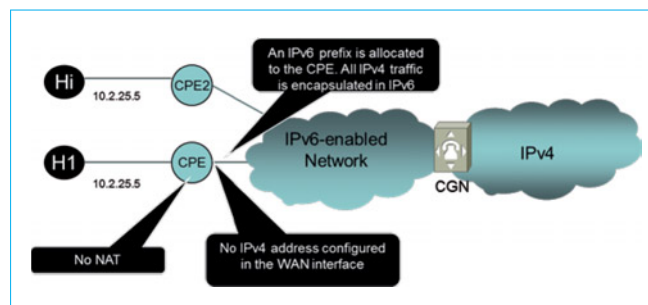 An IPv6 prefix is allocated
to the CPE. All IPv4 traffic
is encapsulated in IPv6
Hi
CPE2
10.2.25.5
IPv6-enabled
Network
IPv4
H1
CPE
10.2.25.5
CGN
No NAT
No IPv4 address configured
in the WAN interface